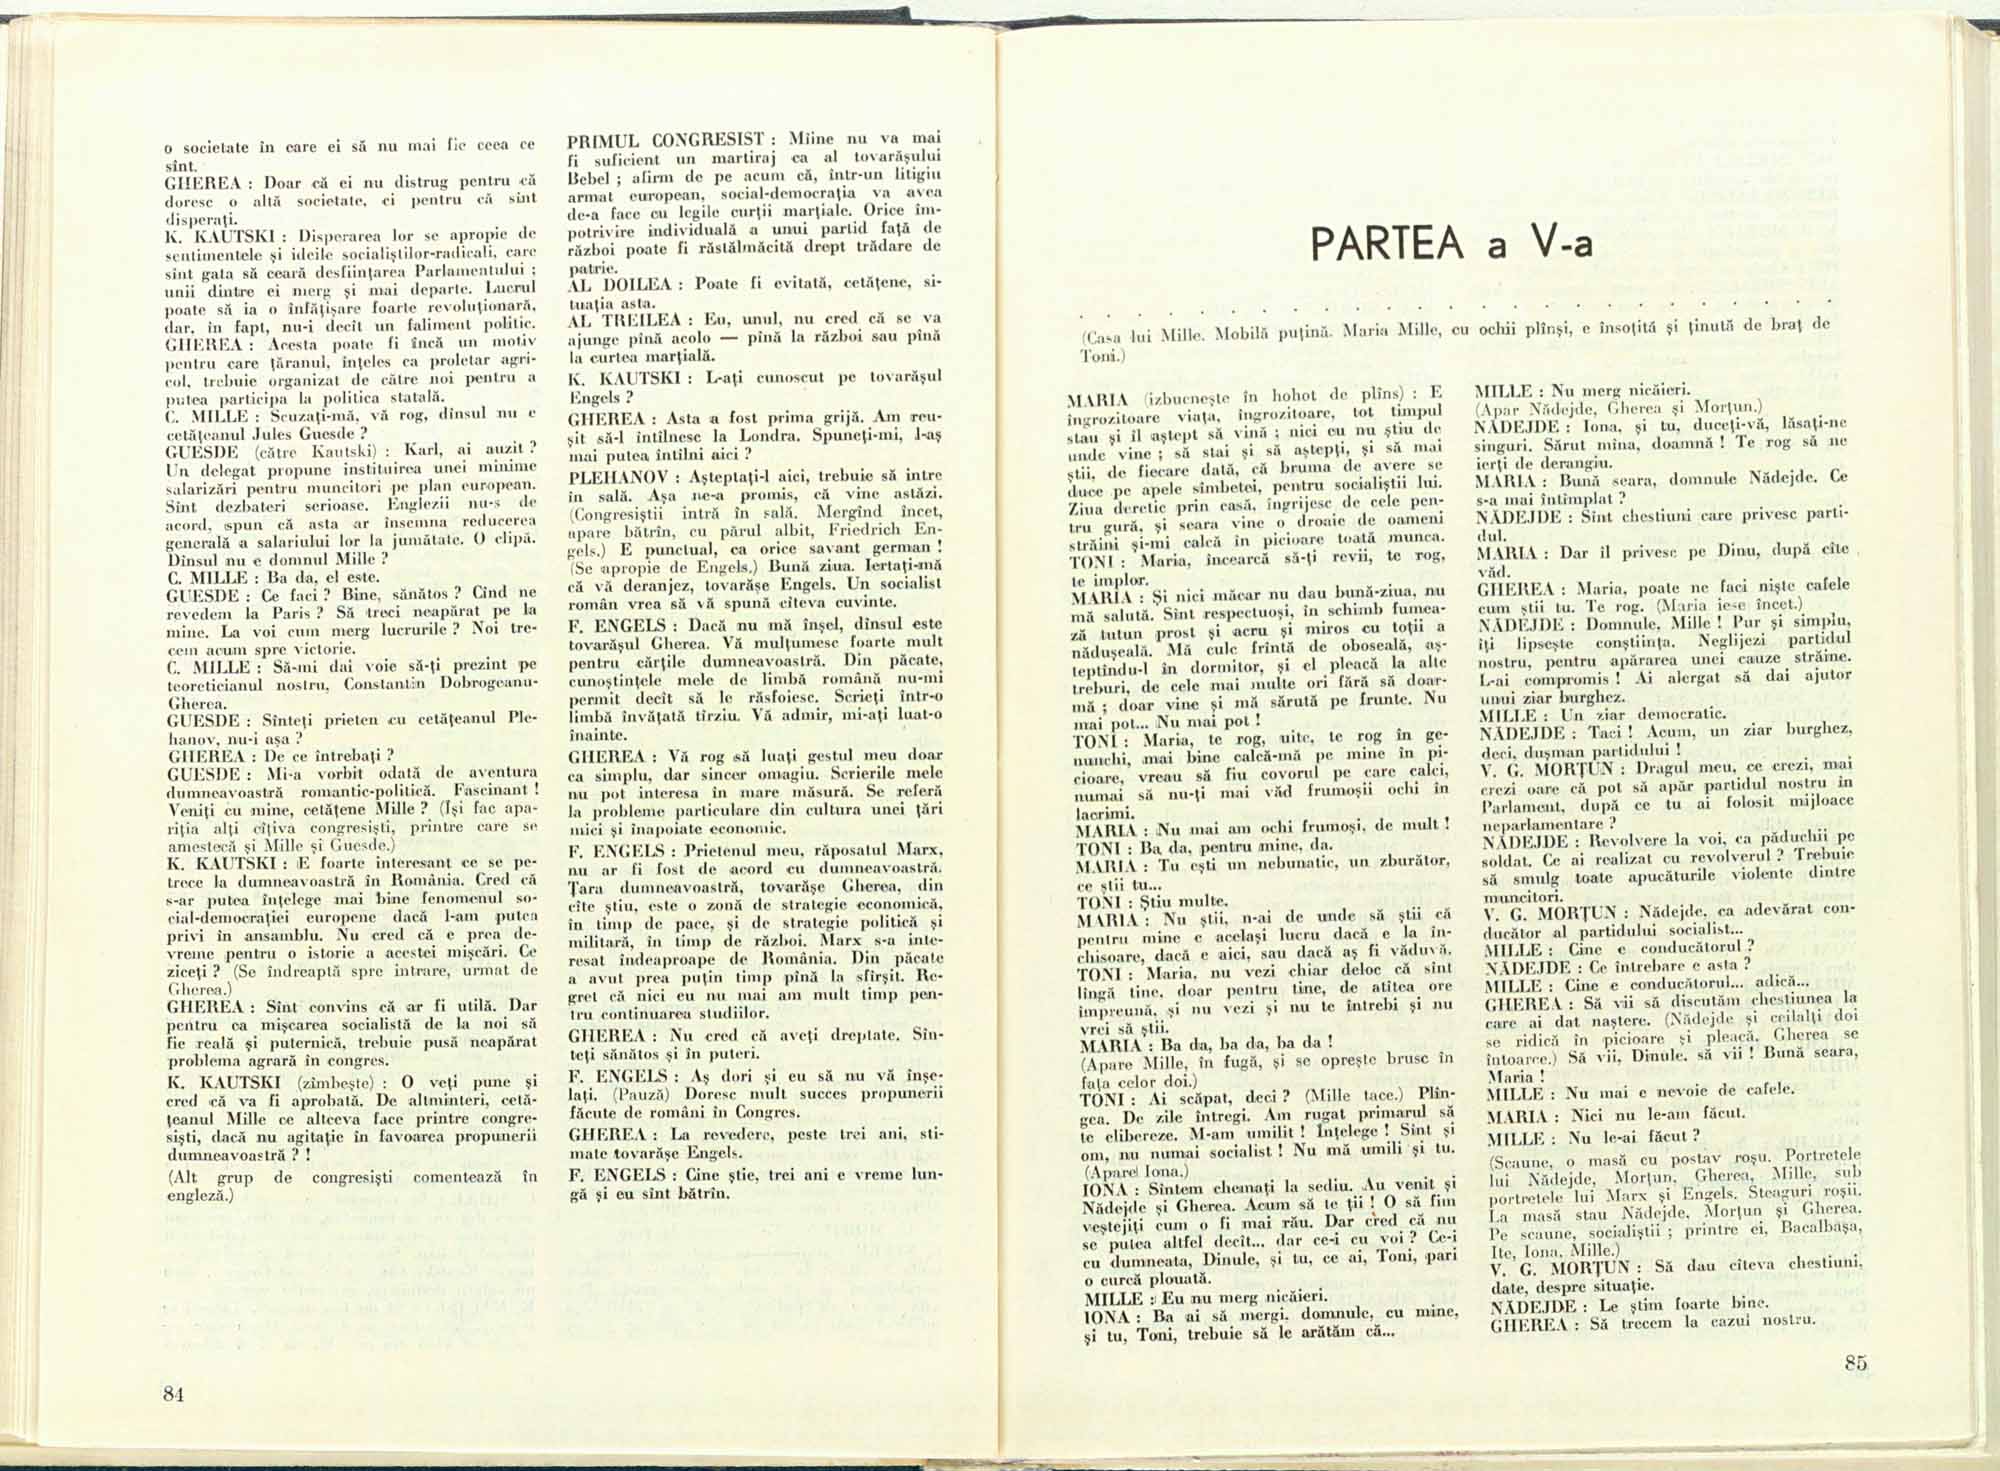 o societate în care ei să nu mai fie ceea ce
sînt.
GHEREA : Doar că ei nu distrug pentru că
doresc o altă societate, ci pentru că sînt
disperați.
K. KAUTSKI : Disperarea lor se apropie de
sentimentele și ideile socialiștilor-radicali, care
sînt gata să ceară desființarea Parlamentului ;
unii dintre ei merg și mai departe. Lucrul
poate să ia o înfățișare foarte revoluționară,
dar, în fapt, nu-i decît un faliment politic.
GHEREA : Acesta poate fi încă un motiv
pentru care țăranul, înțeles ca proletar agri-
col, trebuie organizat de către noi pentru a
putea participa la politica statală.
C. MILLE : Scuzați-mă, vă rog, dînsul nu e
cetățeanul Jules Guesde ?
GUESDE (către Kautski) : Karl, ai auzit ?
Un delegat propune instituirea unei minime
salarizări pentru muncitori pe plan european.
Sînt dezbateri serioase. Englezii nu-s de
acord, spun că asta ar însemna reducerea
generală a salariului lor la jumătate. O clipă.
Dînsul nu e domnul Mille ?
C. MILLE : Ba da, el este.
GUESDE : Ce faci ? Bine, sănătos ? Cînd ne
revedem la Paris ? Să treci neapărat pe la
mine. La voi cum merg lucrurile ? Noi tre-
cem acum spre victorie.
C. MILLE : Să-mi dai voie să-ți prezint pe
teoreticianul nostru, Constantin Dobrogeanu-
Gherea.
GUESDE : Sînteți prieten cu cetățeanul Ple-
hanov, nu-i așa ?
GHEREA : De ce întrebați ?
GUESDE : Mi-a vorbit odată de aventura
dumneavoastră romantic-politică. Fascinant !
Veniți cu mine, cetățene Mille ? (Își fac apa-
riția alți cîțiva congresiști, printre care se
amestecă și Mille și Guesde.)
K. KAUTSKI : E foarte interesant ce se pe-
trece la dumneavoastră în România. Cred că
s-ar putea înțelege mai bine fenomenul so-
cial-democrației europene dacă l-am putea
privi în ansamblu. Nu cred că e prea de-
vreme pentru o istorie a acestei mișcări. Ce
ziceți ? (Se îndreaptă spre intrare, urmat de
Gherea.)
GHEREA : Sînt convins că ar fi utilă. Dar
pentru ca mișcarea socialistă de la noi să
fie reală și puternică, trebuie pusă neapărat
problema agrară în congres.
K. KAUTSKI (zîmbește) : O veți pune și
cred că va fi aprobată. De altminteri, cetă-
țeanul Mille ce altceva face printre congre-
siști, dacă nu agitație în favoarea propunerii
dumneavoastră ? !
(Alt grup de congresiști comentează în
engleză.)
PRIMUL CONGRESIST : Mîine nu va mai
fi suficient un martiraj ca al tovarășului
Bebel ; afirm de pe acum că, într-un litigiu
armat european, social-democrația va avea
de-a face cu legile curții marțiale. Orice îm-
potrivire individuală a unui partid față de
război poate fi răstălmăcită drept trădare de
patrie.
AL DOILEA : Poate fi evitată, cetățene, si-
tuația asta.
AL TREILEA : Eu, unul, nu cred că se va
ajunge pînă acolo — pînă la război sau pînă
la curtea marțială.
K. KAUTSKI : L-ați cunoscut pe tovarășul
Engels ?
GHEREA : Asta a fost prima grijă. Am reu-
șit să-l întîlnesc la Londra. Spuneți-mi, l-aș
mai putea întîlni aici ?
PLEHANOV : Așteptați-l aici, trebuie să intre
în sală. Așa ne-a promis, că vine astăzi.
(Congresiștii intră în sală. Mergînd încet,
apare bătrîn, cu părul albit, Friedrich En-
gels.) E punctual, ca orice savant german !
(Se apropie de Engels.) Bună ziua. Iertați-mă
că vă deranjez, tovarășe Engels. Un socialist
român vrea să vă spună cîteva cuvinte.
F. ENGELS : Dacă nu mă înșel, dînsul este
tovarășul Gherea. Vă mulțumesc foarte mult
pentru cărțile dumneavoastră. Din păcate,
cunoștințele mele de limbă română nu-mi
permit decît să le răsfoiesc. Scrieți într-o
limbă învățată tîrziu. Vă admir, mi-ați luat-o
înainte.
GHEREA : Vă rog să luați gestul meu doar
ca simplu, dar sincer omagiu. Scrierile mele
nu pot interesa în mare măsură. Se referă
la probleme particulare din cultura unei țări
mici și înapoiate economic.
F. ENGELS : Prietenul meu, răposatul Marx,
nu ar fi fost de acord cu dumneavoastră.
Țara dumneavoastră, tovarășe Gherea, din
cîte știu, este o zonă de strategie economică,
în timp de pace, și de strategie politică și
militară, în timp de război. Marx s-a inte-
resat îndeaproape de România. Din păcate
a avut prea puțin timp pînă la sfîrșit. Re-
gret că nici eu nu mai am mult timp pen-
tru continuarea studiilor.
GHEREA : Nu cred că aveți dreptate. Sîn-
teți sănătos și în puteri.
F. ENGELS : Aș dori și eu să nu vă înșe-
lați. (Pauză) Doresc mult succes propunerii
făcute de români în Congres.
GHEREA : La revedere, peste trei ani, sti-
mate tovarășe Engels.
F. ENGELS : Cine știe, trei ani e vreme lun-
gă și eu sînt bătrîn.
84
PARTEA a V-a
. . . . . . . . . . . . . . . . . . . . . .
(Casa lui Mille. Mobilă puțină. Maria Mille, cu ochii plînși, e însoțită și ținută de braț de
Toni.)
MARIA (izbucnește în hohot de plîns) : E
îngrozitoare viața, îngrozitoare, tot timpul
stau și îl aștept să vină ; nici eu nu știu de
unde vine ; să stai și să aștepți, și să mai
știi, de fiecare dată, că bruma de avere se
duce pe apele sîmbetei, pentru socialiștii lui.
Ziua deretic prin casă, îngrijesc de cele pen-
tru gură, și seara vine o droaie de oameni
străini și-mi calcă în picioare toată munca.
TONI : Maria, încearcă să-ți revii, te rog,
te implor.
MARIA : Și nici măcar nu dau bună-ziua, nu
mă salută. Sînt respectuoși, în schimb fumea-
ză tutun prost și acru și miros cu toții a
nădușeală. Mă culc frîntă de oboseală, aș-
teptîndu-l în dormitor, și el pleacă la alte
treburi, de cele mai multe ori fără să doar-
mă ; doar vine și mă sărută pe frunte. Nu
mai pot... Nu mai pot !
TONI : Maria, te rog, uite, te rog în ge-
nunchi, mai bine calcă-mă pe mine în pi-
cioare, vreau să fiu covorul pe care calci,
numai să nu-ți mai văd frumoșii ochi în
lacrimi.
MARIA : Nu mai am ochi frumoși, de mult !
TONI : Ba da, pentru mine, da.
MARIA : Tu ești un nebunatic, un zburător,
ce știi tu...
TONI : Știu multe.
MARIA : Nu știi, n-ai de unde să știi că
pentru mine e același lucru dacă e la în-
chisoare, dacă e aici, sau dacă aș fi văduvă.
TONI : Maria, nu vezi chiar deloc că sînt
lîngă tine, doar pentru tine, de atîtea ore
împreună, și nu vezi și nu te întrebi și nu
vrei să știi.
MARIA : Ba da, ba da, ba da !
(Apare Mille, în fugă, și se oprește brusc în
fața celor doi.)
TONI : Ai scăpat, deci ? (Mille tace.) Plîn-
gea. De zile întregi. Am rugat primarul să
te elibereze. M-am umilit ! Înțelege ! Sînt și
om, nu numai socialist ! Nu mă umili și tu.
(Apare Iona.)
IONA : Sîntem chemați la sediu. Au venit și
Nădejde și Gherea. Acum să te ții ! O să fim
veștejiți cum o fi mai rău. Dar cred că nu
se putea altfel decît... dar ce-i cu voi ? Ce-i
cu dumneata, Dinule, și tu, ce ai, Toni, pari
o curcă plouată.
MILLE : Eu nu merg nicăieri.
IONA : Ba ai să mergi, domnule, cu mine,
și tu, Toni, trebuie să le arătăm că...
MILLE : Nu merg nicăieri.
(Apar Nădejde, Gherea și Morțun.)
NĂDEJDE : Iona, și tu, duceți-vă, lăsați-ne
singuri. Sărut mîna, doamnă ! Te rog să ne
ierți de derangiu.
MARIA : Bună seara, domnule Nădejde. Ce
s-a mai întîmplat ?
NĂDEJDE : Sînt chestiuni care privesc parti-
dul.
MARIA : Dar îl privesc pe Dinu, după cîte
văd.
GHEREA : Maria, poate ne faci niște cafele
cum știi tu. Te rog. (Maria iese încet.)
NĂDEJDE : Domnule, Mille ! Pur și simplu,
îți lipsește conștiința. Neglijezi partidul
nostru, pentru apărarea unei cauze străine.
L-ai compromis ! Ai alergat să dai ajutor
unui ziar burghez.
MILLE : Un ziar democratic.
NĂDEJDE : Taci ! Acum, un ziar burghez,
deci, dușman partidului !
V. G. MORȚUN : Dragul meu, ce crezi, mai
crezi oare că pot să apăr partidul nostru în
Parlament, după ce tu ai folosit mijloace
neparlamentare ?
NĂDEJDE : Revolvere la voi, ca păduchii pe
soldat. Ce ai realizat cu revolverul ? Trebuie
să smulg toate apucăturile violente dintre
muncitori.
V. G. MORȚUN : Nădejde, ca adevărat con-
ducător al partidului socialist...
MILLE : Cine e conducătorul ?
NĂDEJDE : Ce întrebare e asta ?
MILLE : Cine e conducătorul... adică...
GHEREA : Să vii să discutăm chestiunea la
care ai dat naștere. (Nădejde și ceilalți doi
se ridică în picioare și pleacă. Gherea se
întoarce.) Să vii, Dinule, să vii ! Bună seara,
Maria !
MILLE : Nu mai e nevoie de cafele.
MARIA : Nici nu le-am făcut.
MILLE : Nu le-ai făcut ?
(Scaune, o masă cu postav roșu. Portretele
lui Nădejde, Morțun, Gherea, Mille, sub
portretele lui Marx și Engels. Steaguri roșii.
La masă stau Nădejde, Morțun și Gherea.
Pe scaune, socialiștii ; printre ei, Bacalbașa,
Ite, Iona, Mille.)
V. G. MORȚUN : Să dau cîteva chestiuni,
date, despre situație.
NĂDEJDE : Le știm foarte bine.
GHEREA : Să trecem la cazul nostru.
85